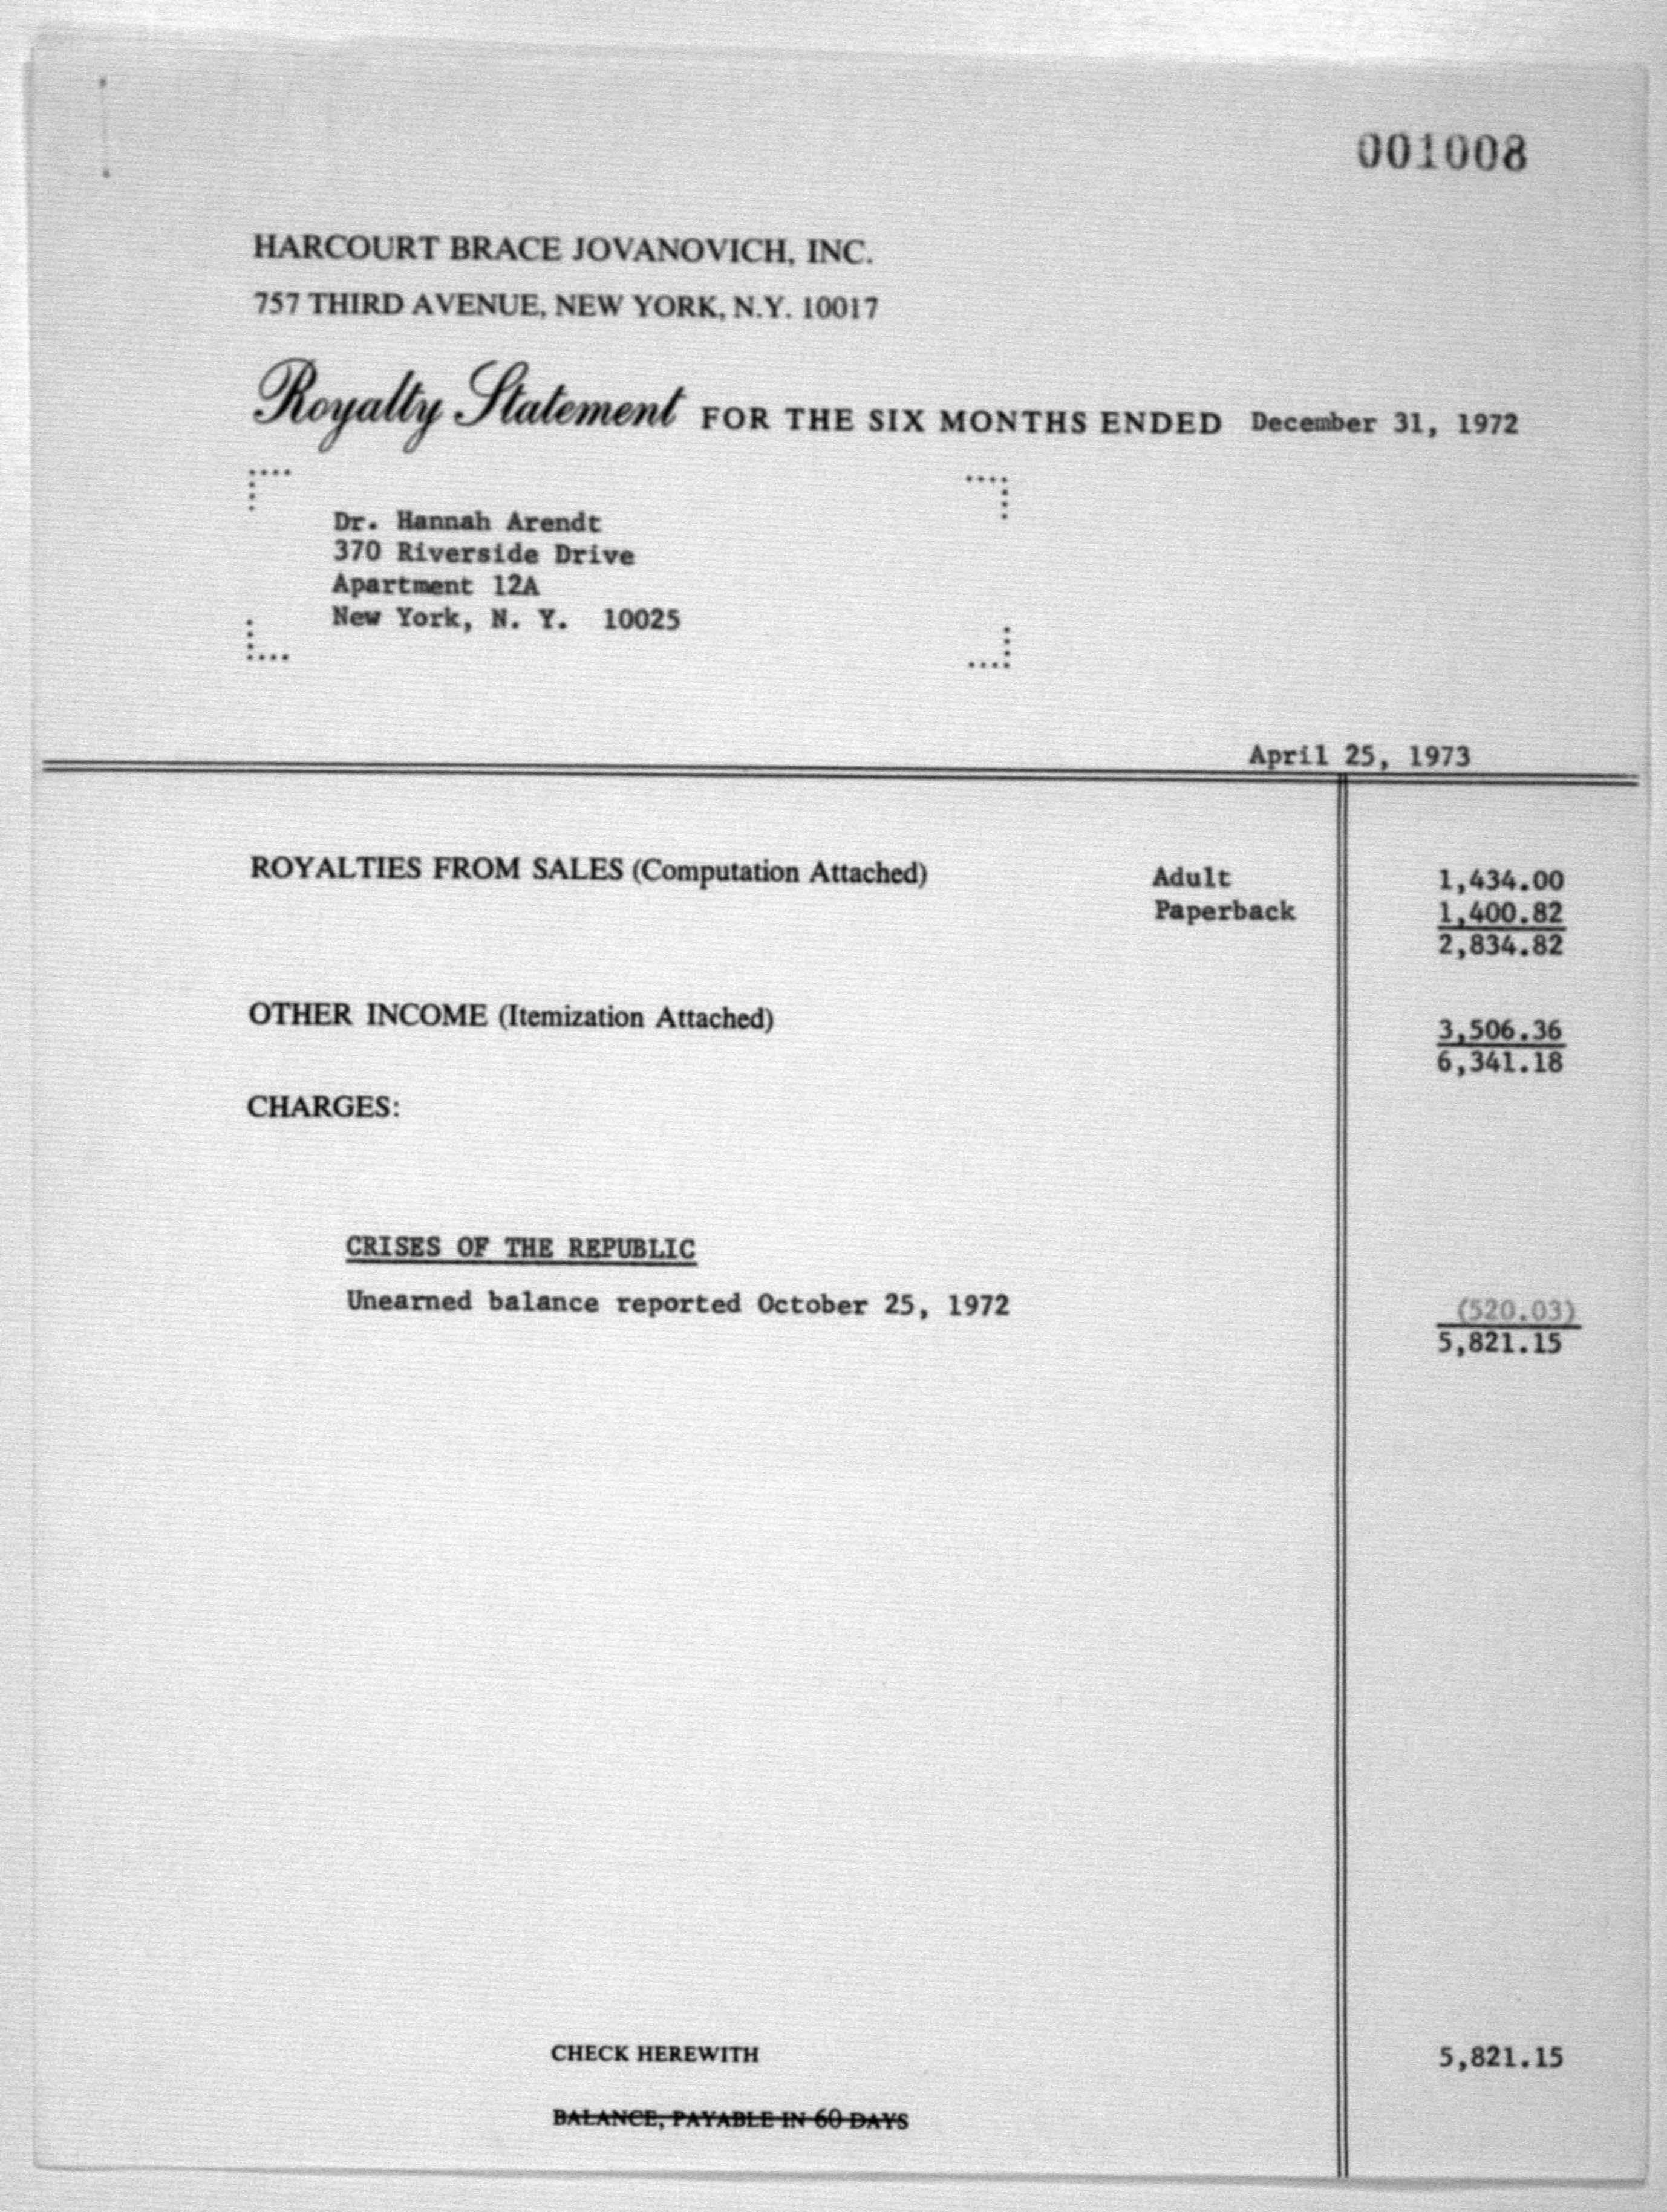 001008
HARCOURT BRACE JOVANOVICH, INC.
757 THIRD AVENUE, NEW YORK, N.Y. 10017
Royalty Statement FOR THE SIX MONTHS ENDED December 31, 1972
Dr. Hannah Arendt
370 Riverside Drive
Apartment 12A
New York, N. Y. 10025
April 25, 1973
ROYALTIES FROM SALES (Computation Attached) Adult 1,434.00
Paperback 1,400.82
2,834.82
OTHER INCOME (Itemization Attached) 3,506.36
6,341.18
CHARGES:
CRISES OF THE REPUBLIC
Unearned balance reported October 25, 1972 (520.03)
5,821.15
CHECK HEREWITH 5,821.15
BALANCE, PAYABLE IN 60 DAYS